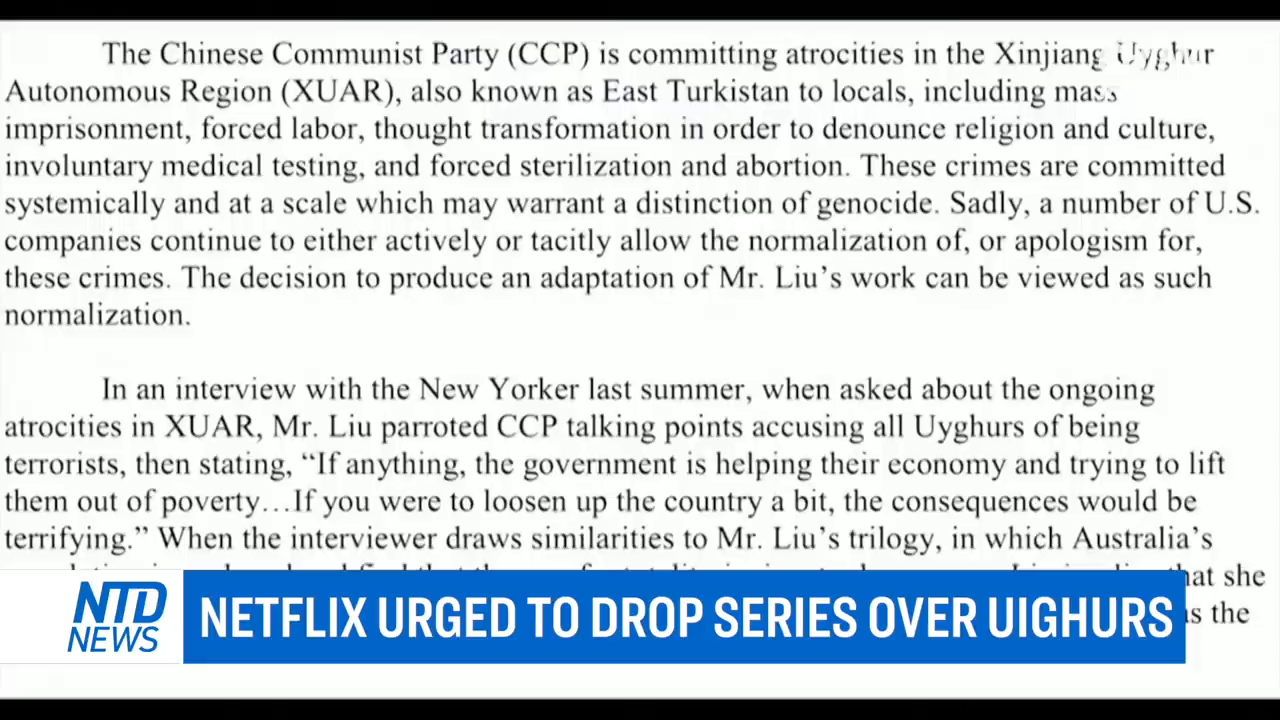 The Chinese Communist Party (CCP) is committing atrocities in the Xinjiang Uyghur
Autonomous Region (XUAR), also known as East Turkistan to locals, including mass
imprisonment, forced labor, thought transformation in order to denounce religion and culture,
involuntary medical testing, and forced sterilization and abortion. These crimes are committed
systemically and at a scale which may warrant a distinction of genocide. Sadly, a number of U.S.
companies continue to either actively or tacitly allow the normalization of, or apologism for,
these crimes. The decision to produce an adaptation of Mr. Liu’s work can be viewed as such
normalization.
In an interview with the New Yorker last summer, when asked about the ongoing
atrocities in XUAR, Mr. Liu parroted CCP talking points accusing all Uyghurs of being
terrorists, then stating, “If anything, the government is helping their economy and trying to lift
them out of poverty…If you were to loosen up the country a bit, the consequences would be
terrifying.” When the interviewer draws similarities to Mr. Liu’s trilogy, in which Australia’s
that she
is the
NTD
NEWS
NETFLIX URGED TO DROP SERIES OVER UIGHURS